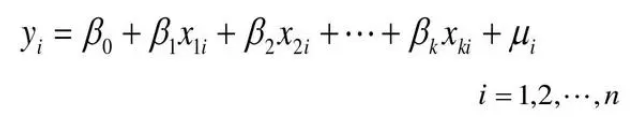 yᵢ = β₀ + β₁x₁ᵢ + β₂x₂ᵢ + ⋯ + βₖxₖᵢ + μᵢ
i = 1,2,⋯,n